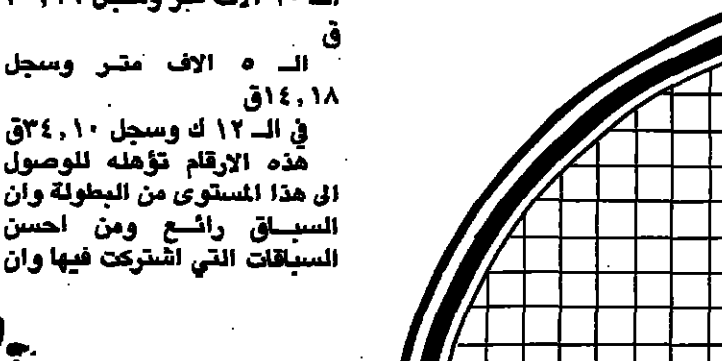 ق
الـ ٥ الاف متر وسجل
١٤,١٨ق
في الـ ١٢ ك وسجل ٣٤,١٠ق
هذه الارقام تؤهله للوصول
الى هذا المستوى من البطولة وان
السباق رائع ومن احسن
السباقات التي اشتركت فيها وان